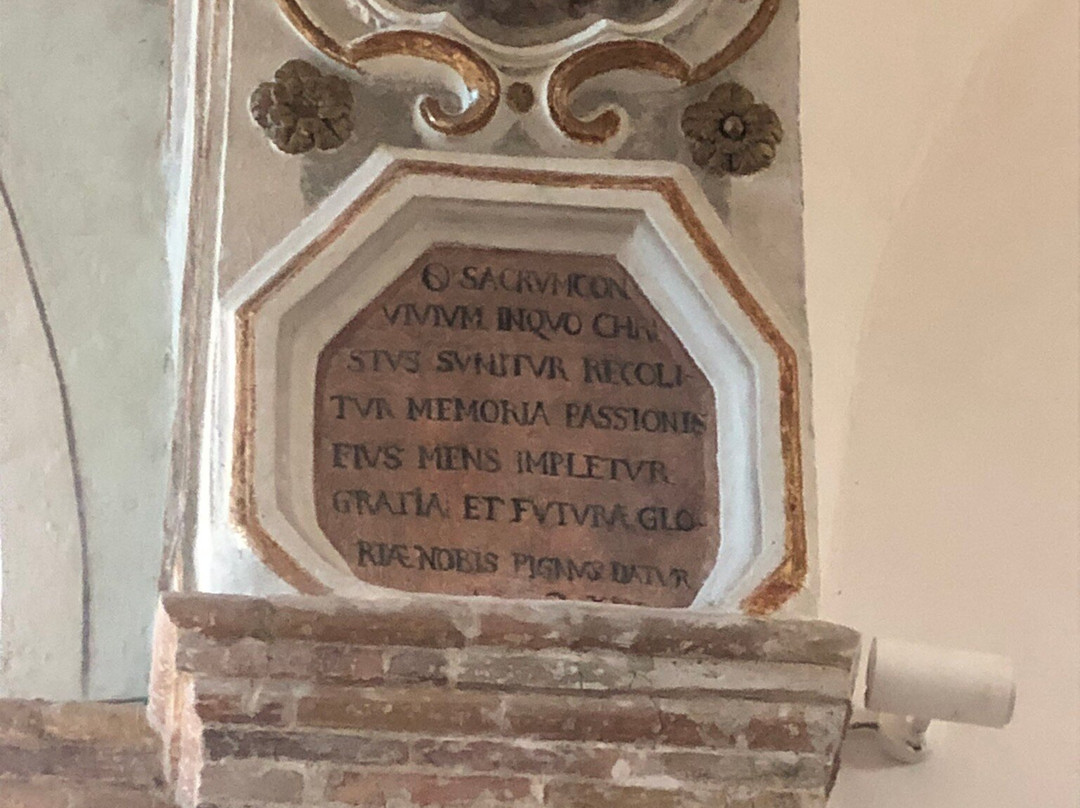 O SACRVMCON
VIVIVM INQVO CHRI
STVS SVMITVR RECOLI-
TVR MEMORIA PASSIONIS
EIVS MENS IMPLETVR
GRATIA: ET FVTVRÆ GLO-
RIÆ NOBIS PIGNVS DATVR